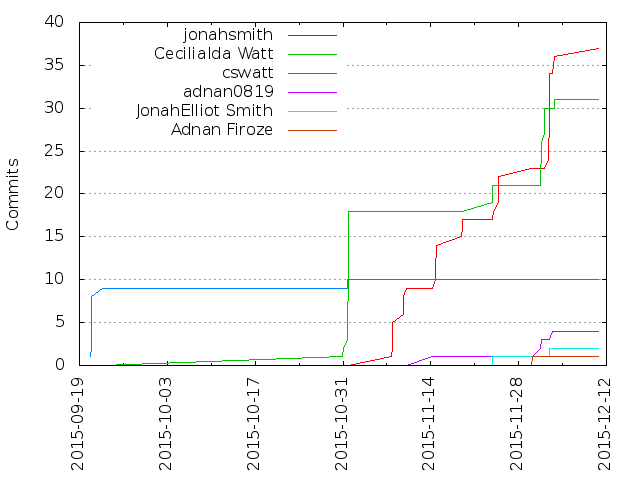 40
35
30
25
20
15
10
5
0
Commits
jonahsmith
Cecilialda Watt
cswatt
adnan0819
JonahElliot Smith
Adnan Firoze
2015-09-19
2015-10-03
2015-10-17
2015-10-31
2015-11-14
2015-11-28
2015-12-12